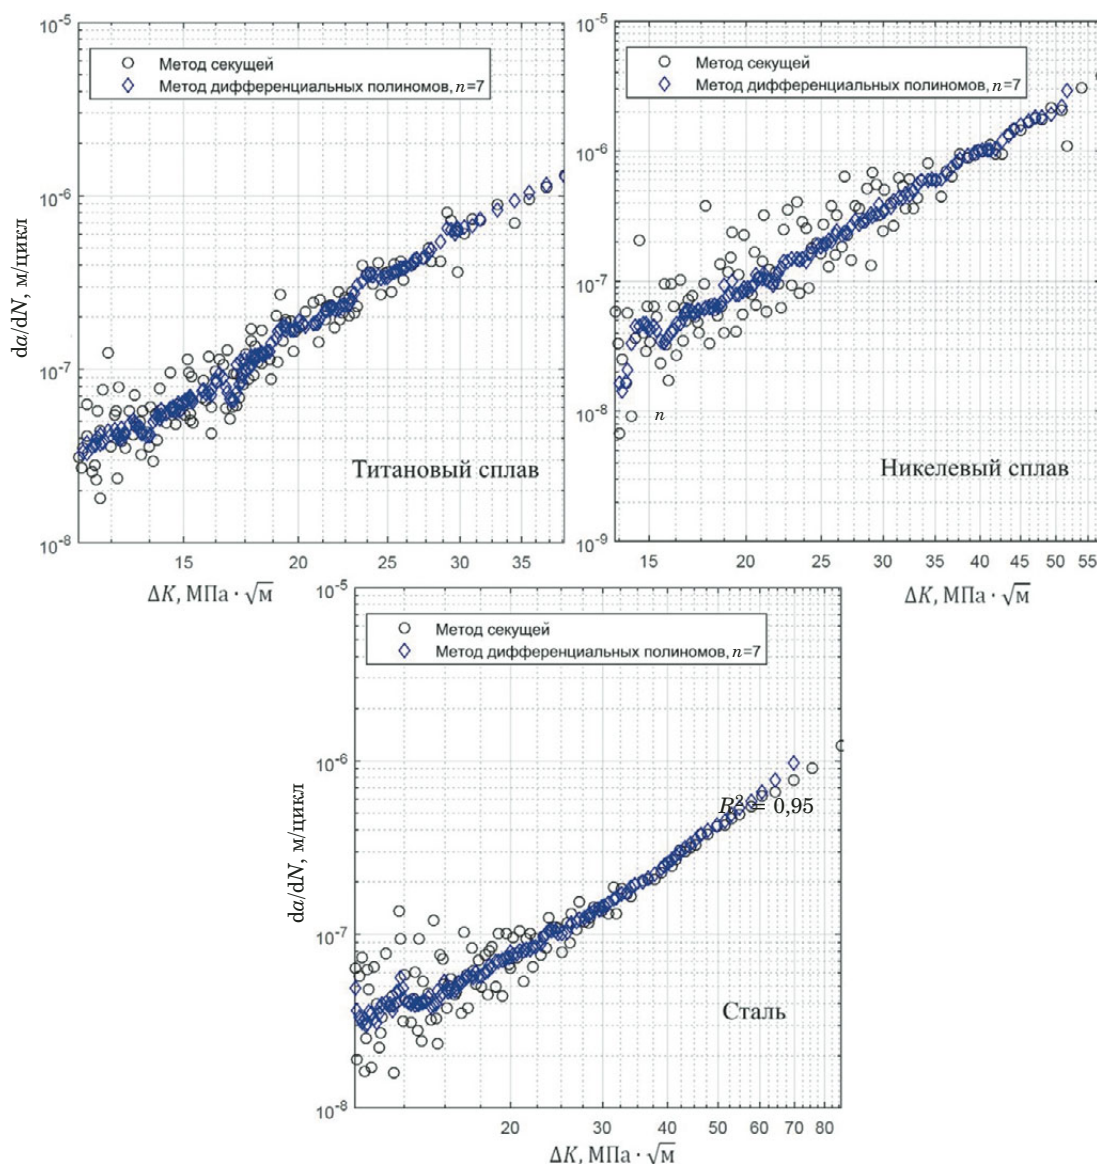 10^-5
Метод секущей
Метод дифференциальных полиномов, n=7
10^-6
da/dN, м/цикл
10^-7
Титановый сплав
10^-8
15 20 25 30 35
ΔK, МПа · √м
10^-5
Метод секущей
Метод дифференциальных полиномов, n=7
10^-6
10^-7
10^-8
n
Никелевый сплав
10^-9
15 20 25 30 35 40 45 50 55
ΔK, МПа · √м
10^-5
Метод секущей
Метод дифференциальных полиномов, n=7
10^-6
R² = 0,95
da/dN, м/цикл
10^-7
Сталь
10^-8
20 30 40 50 60 70 80
ΔK, МПа · √м